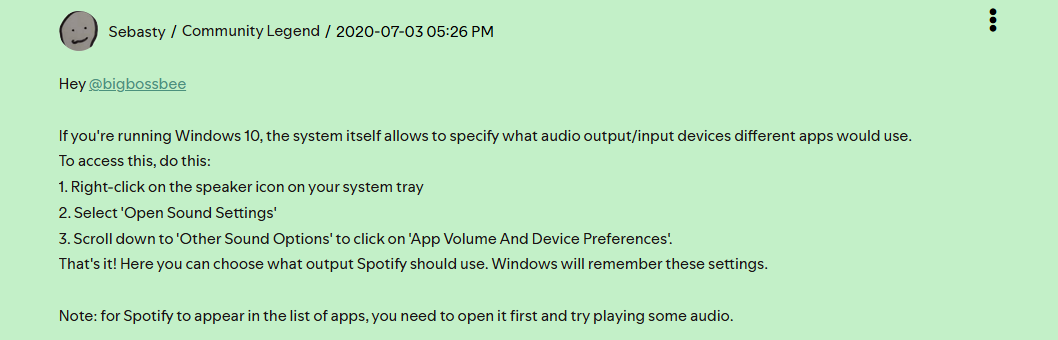 Sebasty / Community Legend / 2020-07-03 05:26 PM
Hey @bigbossbee
If you're running Windows 10, the system itself allows to specify what audio output/input devices different apps would use.
To access this, do this:
1. Right-click on the speaker icon on your system tray
2. Select 'Open Sound Settings'
3. Scroll down to 'Other Sound Options' to click on 'App Volume And Device Preferences'.
That's it! Here you can choose what output Spotify should use. Windows will remember these settings.
Note: for Spotify to appear in the list of apps, you need to open it first and try playing some audio.